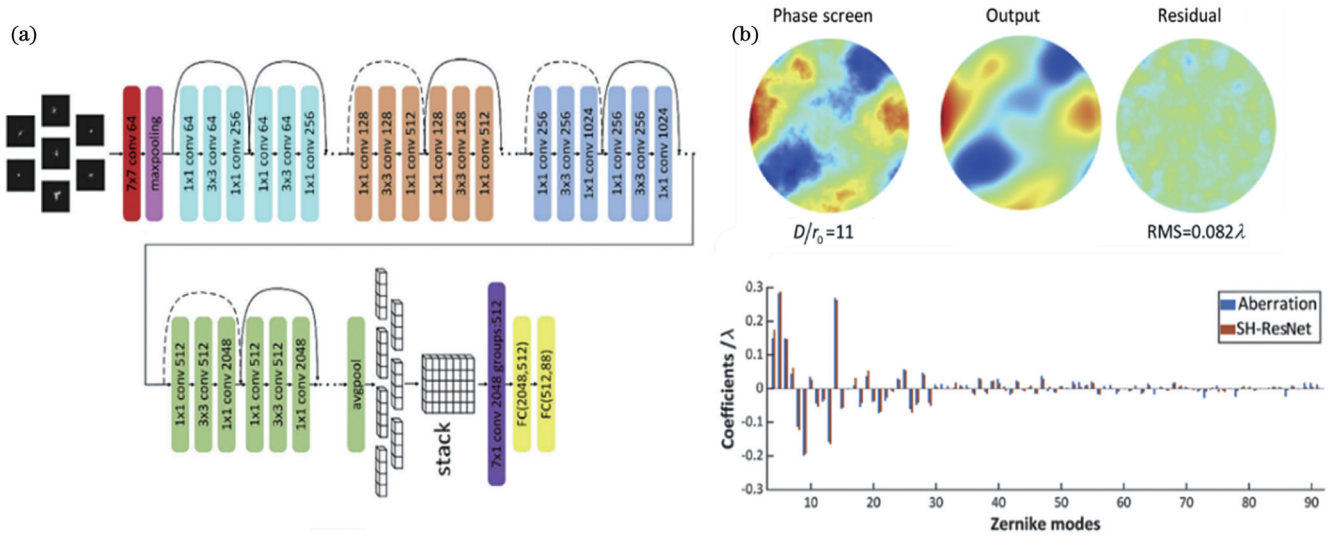 (a)
7x7 conv 64
maxpooling
1x1 conv 64
3x3 conv 64
1x1 conv 256
1x1 conv 64
3x3 conv 64
1x1 conv 256
1x1 conv 128
3x3 conv 128
1x1 conv 512
1x1 conv 128
3x3 conv 128
1x1 conv 512
1x1 conv 256
3x3 conv 256
1x1 conv 1024
1x1 conv 256
3x3 conv 256
1x1 conv 1024
1x1 conv 512
3x3 conv 512
1x1 conv 2048
1x1 conv 512
3x3 conv 512
1x1 conv 2048
avgpool
stack
7x1 conv 2048 groups:512
FC(2048,512)
FC(512,88)
(b)
Phase screen
Output
Residual
D/r₀=11
RMS=0.082λ
Coefficients /λ
0.3
0.2
0.1
0
-0.1
-0.2
-0.3
Aberration
SH-ResNet
10 20 30 40 50 60 70 80 90
Zernike modes